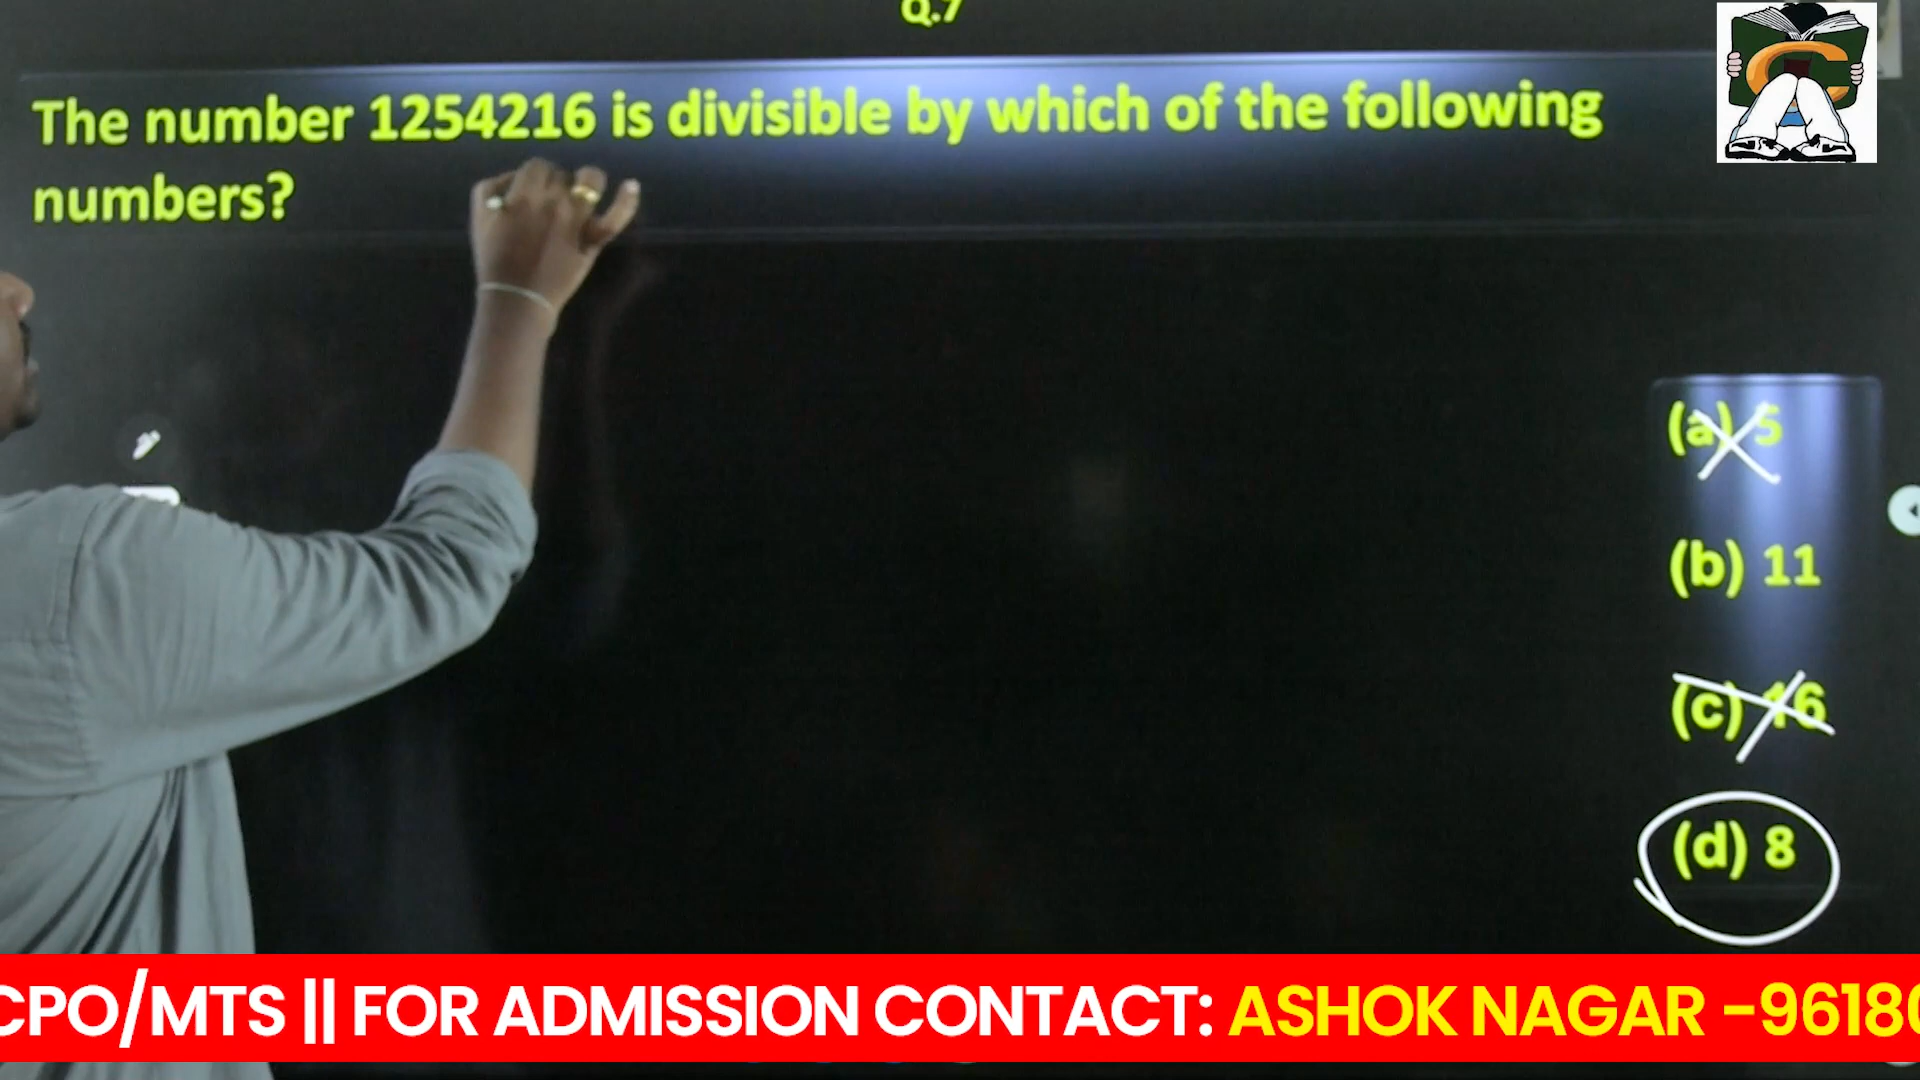 Q.7
The number 1254216 is divisible by which of the following
numbers?
(a) 5
(b) 11
(c) 16
(d) 8
CPO/MTS || FOR ADMISSION CONTACT: ASHOK NAGAR -96180